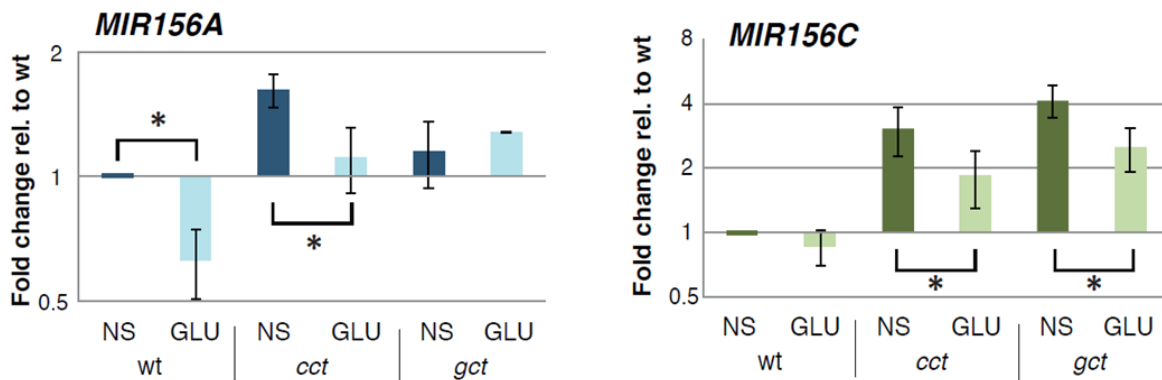 MIR156A
Fold change rel. to wt
2
1
0.5
*
*
NS GLU NS GLU NS GLU
wt cct gct
MIR156C
Fold change rel. to wt
8
4
2
1
0.5
*
*
NS GLU NS GLU NS GLU
wt cct gct